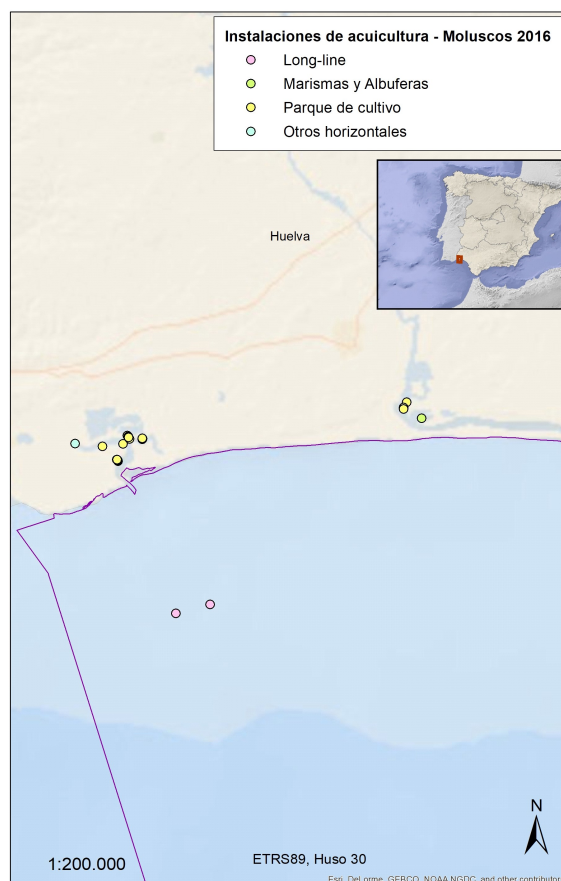 Instalaciones de acuicultura - Moluscos 2016
Long-line
Marismas y Albuferas
Parque de cultivo
Otros horizontales
Huelva
N
1:200.000
ETRS89, Huso 30
Esri, DeLorme, GEBCO, NOAA NGDC, and other contributor